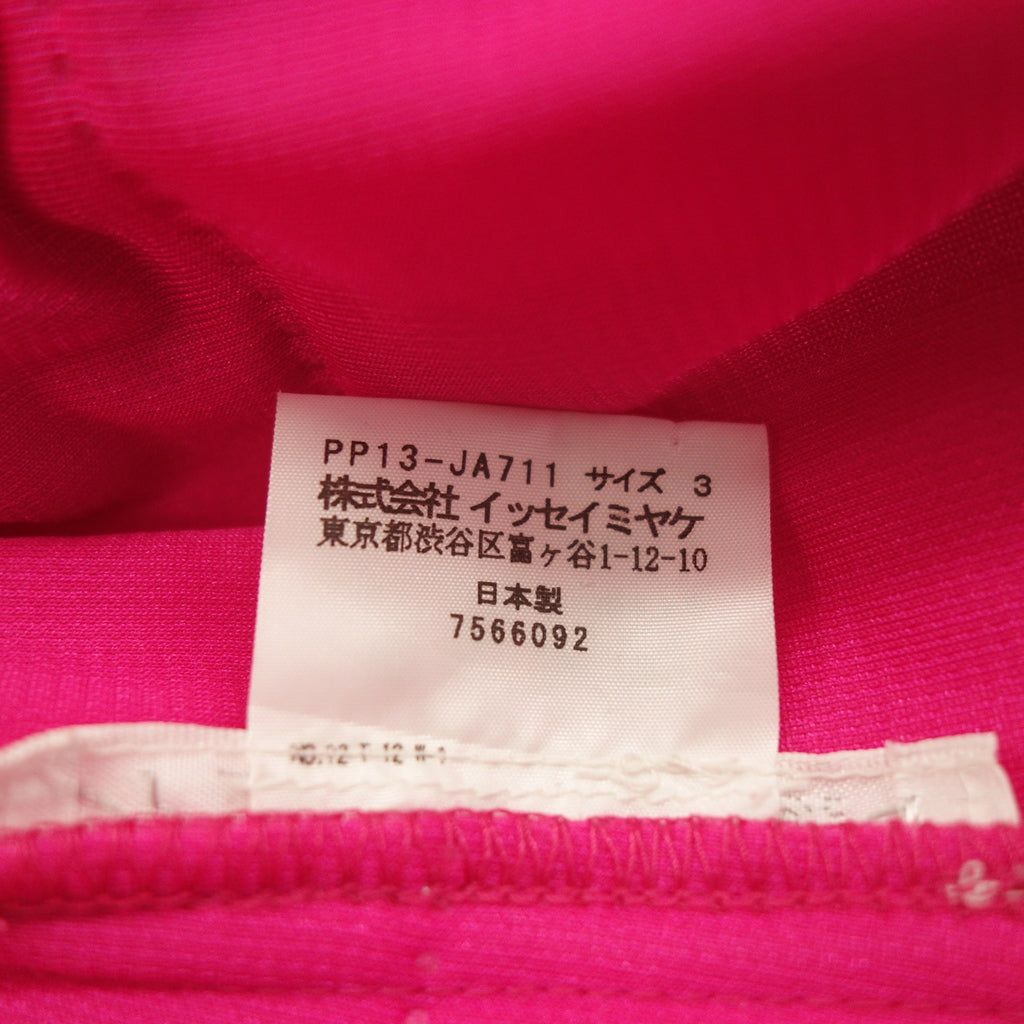 PP13-JA711 サイズ 3
株式会社 イッセイミヤケ
東京都渋谷区富ヶ谷1-12-10
日本製
7566092